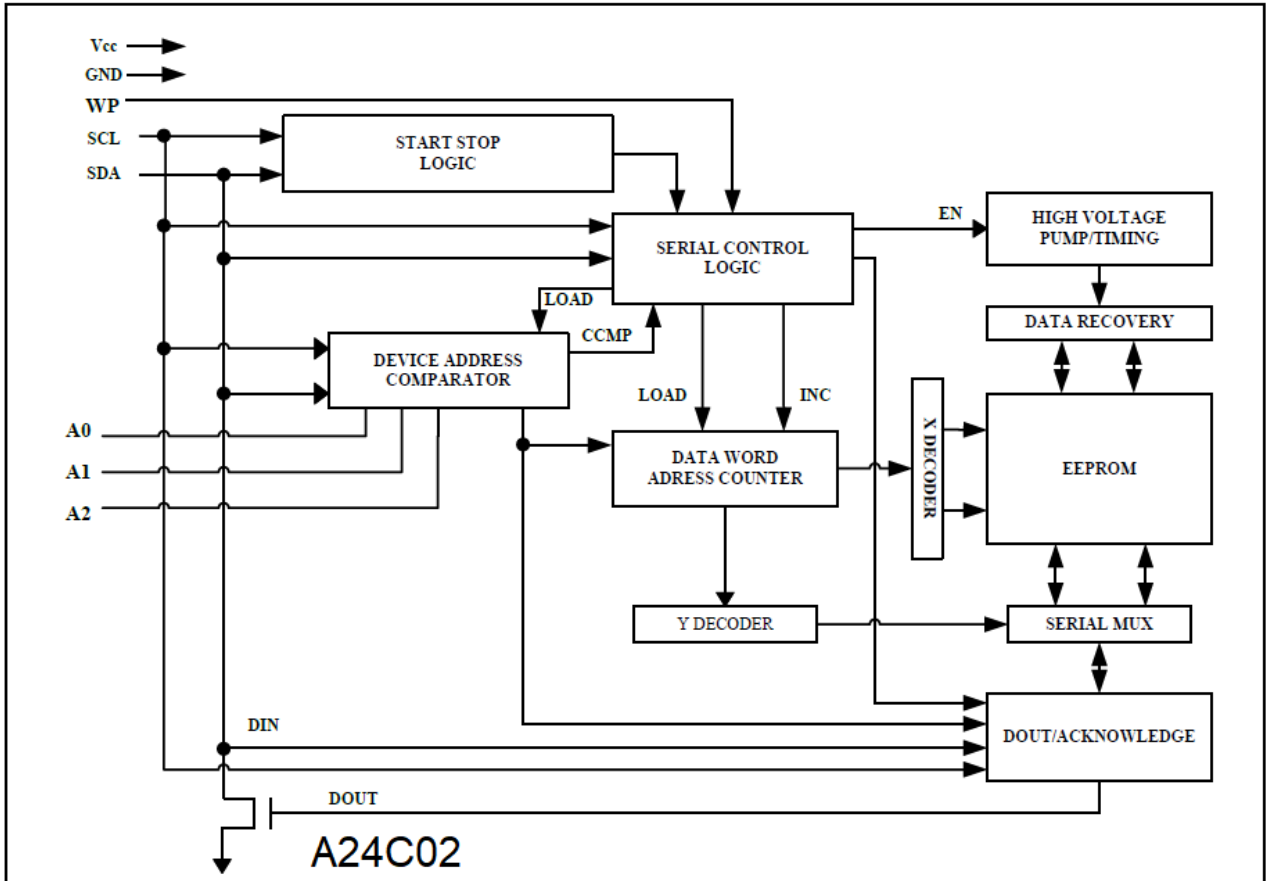 Vcc
GND
WP
SCL
SDA
START STOP
LOGIC
EN
HIGH VOLTAGE
PUMP/TIMING
SERIAL CONTROL
LOGIC
LOAD
CCMP
DATA RECOVERY
DEVICE ADDRESS
COMPARATOR
LOAD
INC
A0
A1
A2
DATA WORD
ADRESS COUNTER
X DECODER
EEPROM
Y DECODER
SERIAL MUX
DIN
DOUT/ACKNOWLEDGE
DOUT
A24C02